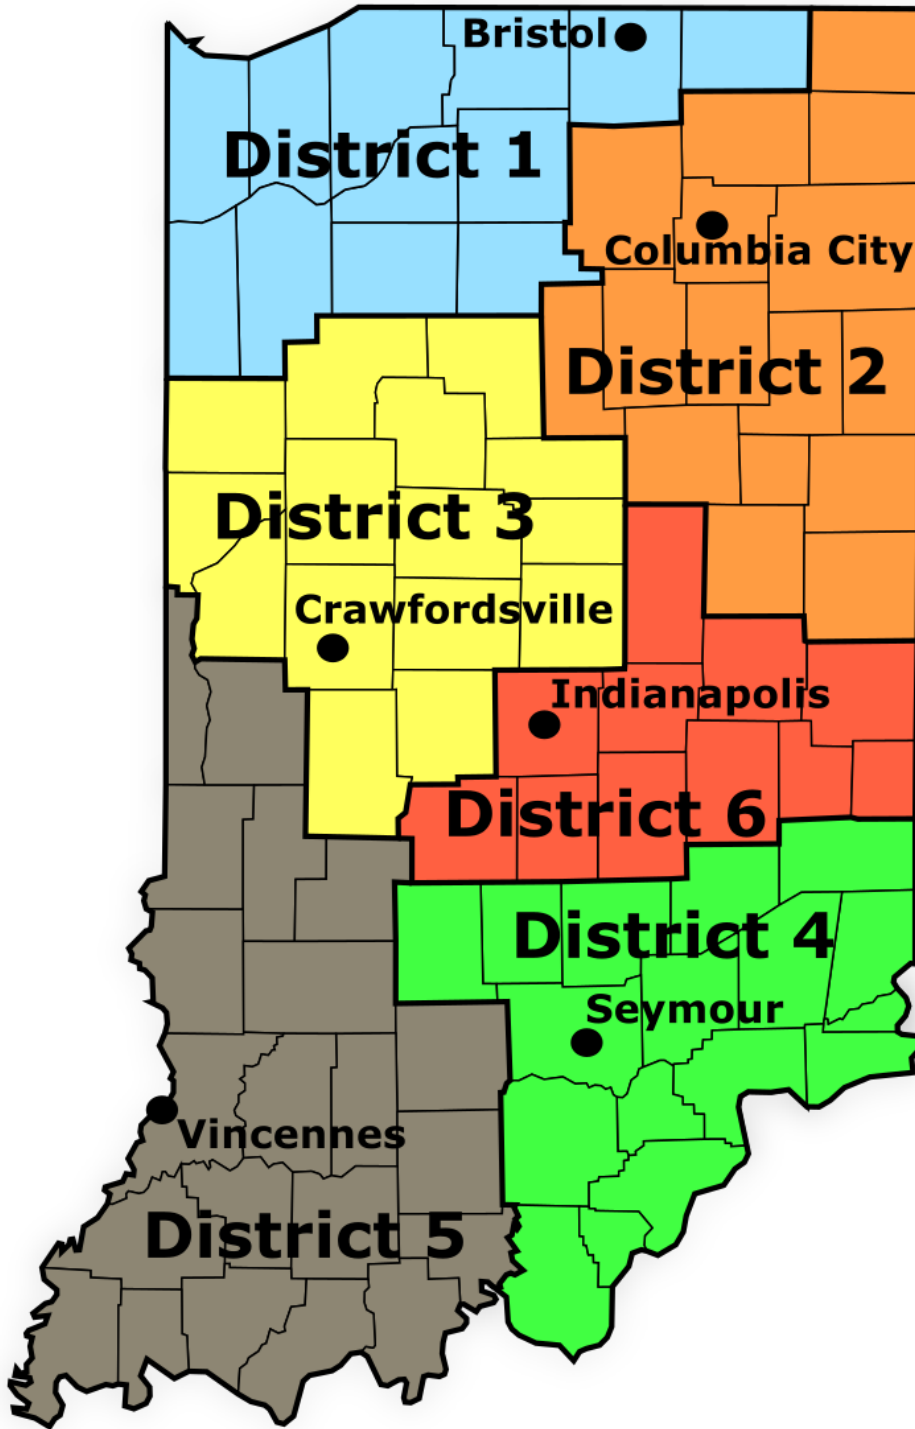 Bristol
District 1
Columbia City
District 2
District 3
Crawfordsville
Indianapolis
District 6
District 4
Seymour
Vincennes
District 5